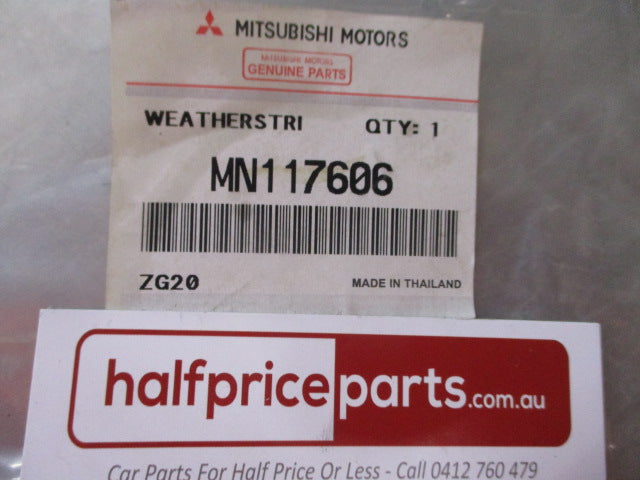 MITSUBISHI MOTORS
MITSUBISHI MOTORS
GENUINE PARTS
WEATHERSTRI QTY: 1
MN117606
ZG20 MADE IN THAILAND
halfpriceparts.com.au
Car Parts For Half Price Or Less - Call 0412 760 479